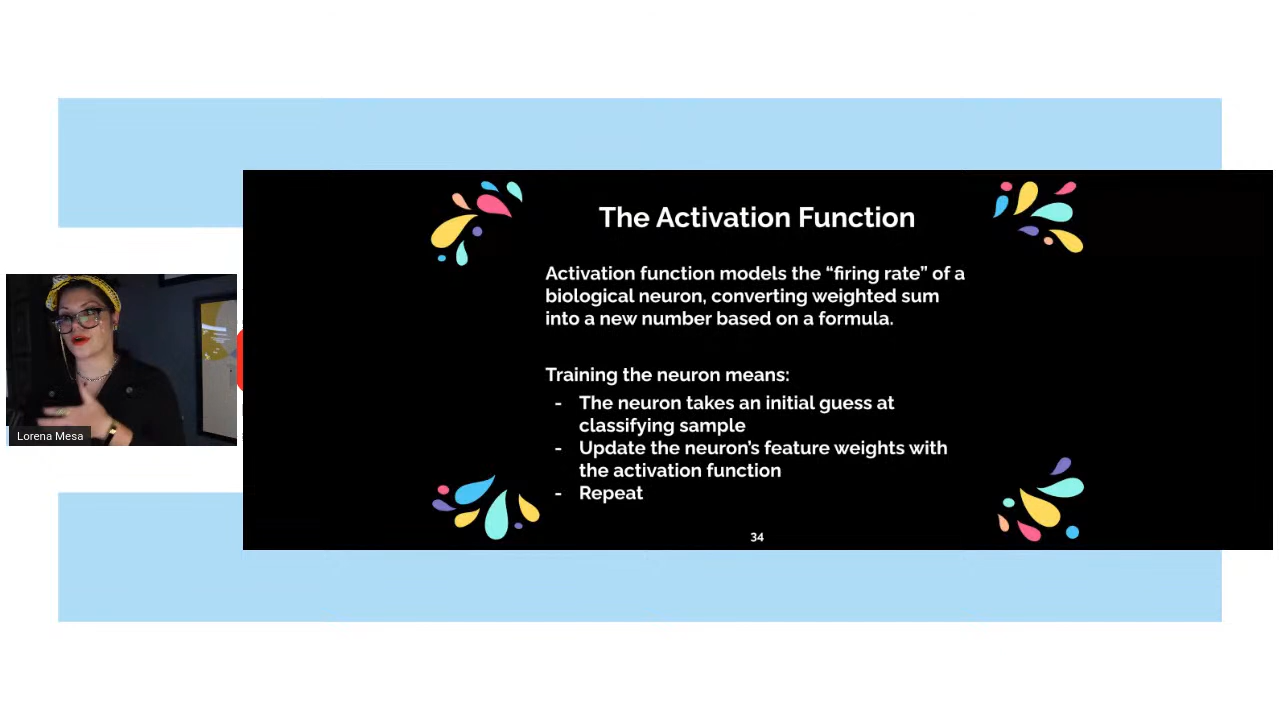 The Activation Function
Activation function models the “firing rate” of a
biological neuron, converting weighted sum
into a new number based on a formula.
Training the neuron means:
- The neuron takes an initial guess at
classifying sample
- Update the neuron’s feature weights with
the activation function
- Repeat
34
Lorena Mesa